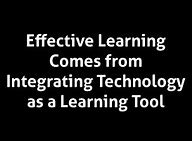 Effective Learning
Comes from
Integrating Technology
as a Learning Tool